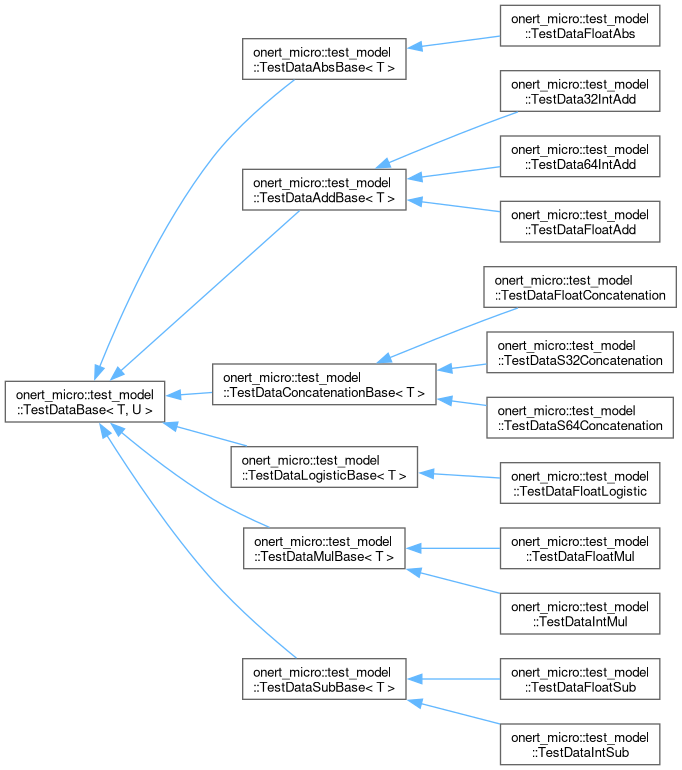 onert_micro::test_model
::TestDataBase< T, U >
onert_micro::test_model
::TestDataAbsBase< T >
onert_micro::test_model
::TestDataFloatAbs
onert_micro::test_model
::TestDataAddBase< T >
onert_micro::test_model
::TestData32IntAdd
onert_micro::test_model
::TestData64IntAdd
onert_micro::test_model
::TestDataFloatAdd
onert_micro::test_model
::TestDataConcatenationBase< T >
onert_micro::test_model
::TestDataFloatConcatenation
onert_micro::test_model
::TestDataS32Concatenation
onert_micro::test_model
::TestDataS64Concatenation
onert_micro::test_model
::TestDataLogisticBase< T >
onert_micro::test_model
::TestDataFloatLogistic
onert_micro::test_model
::TestDataMulBase< T >
onert_micro::test_model
::TestDataFloatMul
onert_micro::test_model
::TestDataIntMul
onert_micro::test_model
::TestDataSubBase< T >
onert_micro::test_model
::TestDataFloatSub
onert_micro::test_model
::TestDataIntSub